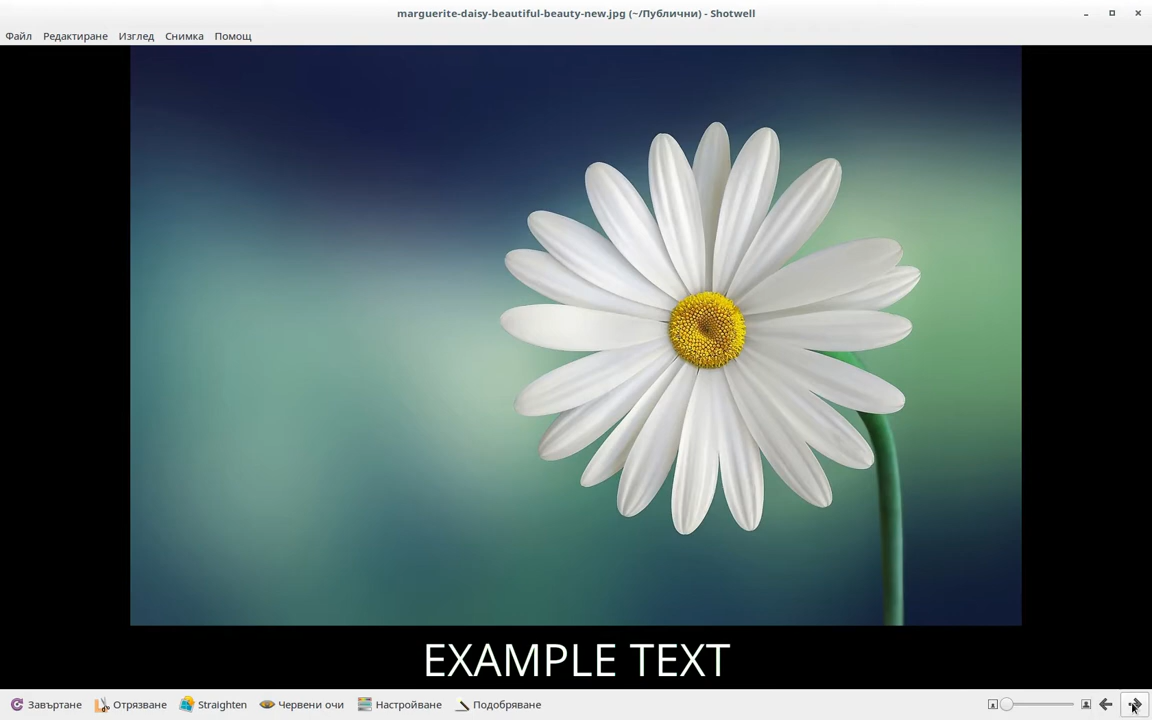 marguerite-daisy-beautiful-beauty-new.jpg (~/Публични) - Shotwell
Файл Редактиране Изглед Снимка Помощ
EXAMPLE TEXT
Завъртане Отрязване Straighten Червени очи Настройване Подобряване